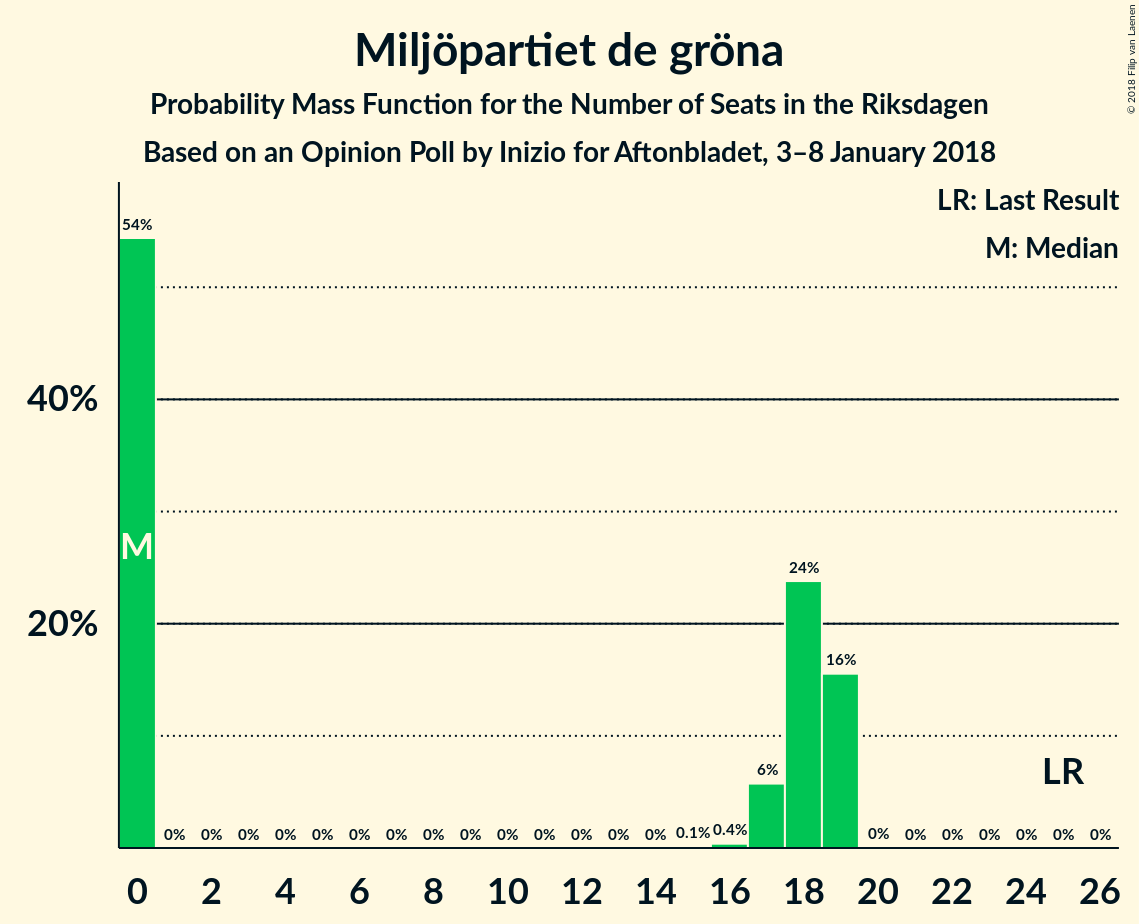 Miljöpartiet de gröna
Probability Mass Function for the Number of Seats in the Riksdagen
Based on an Opinion Poll by Inizio for Aftonbladet, 3–8 January 2018
© 2018 Filip van Laenen
LR: Last Result
M: Median
54%
40%
M
24%
20%
16%
LR
6%
0% 0% 0% 0% 0% 0% 0% 0% 0% 0% 0% 0% 0% 0% 0.1% 0.4% 0% 0% 0% 0% 0% 0% 0%
0 2 4 6 8 10 12 14 16 18 20 22 24 26